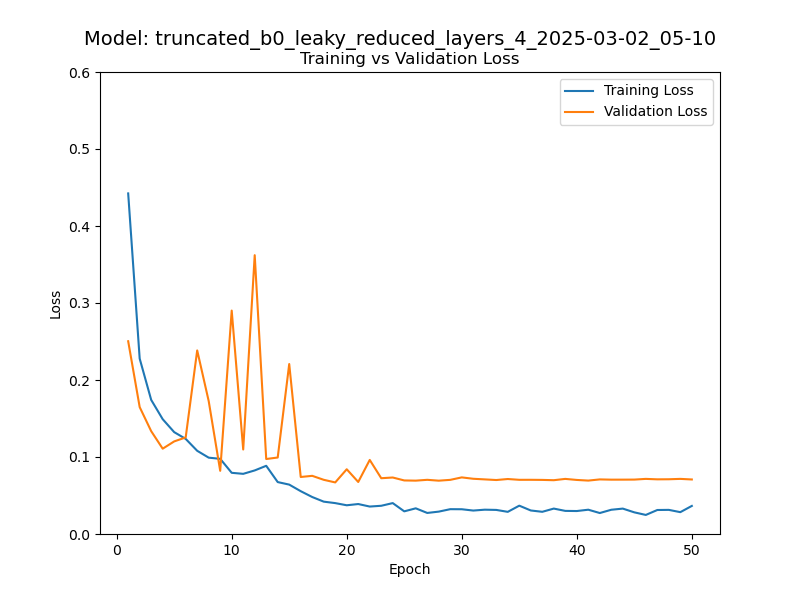 Model: truncated_b0_leaky_reduced_layers_4_2025-03-02_05-10
Training vs Validation Loss
Training Loss
Validation Loss
0.6
0.5
0.4
0.3
0.2
0.1
0.0
Loss
0
10
20
30
40
50
Epoch